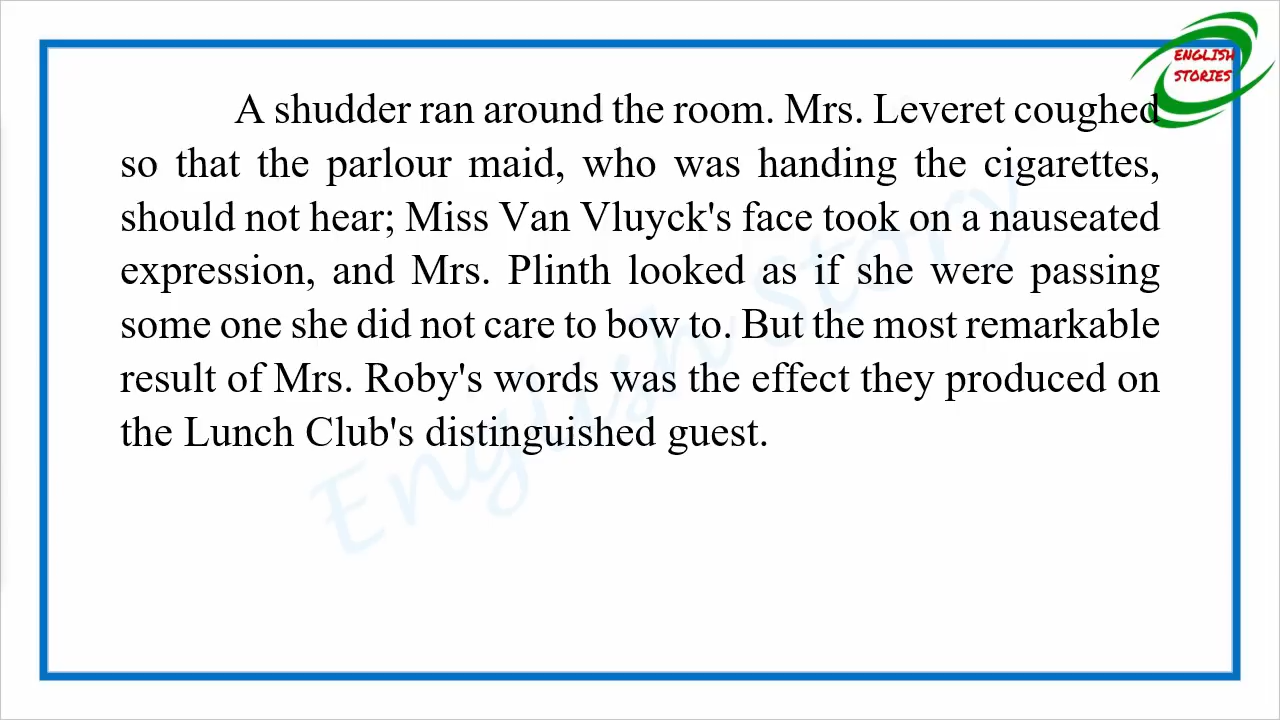 ENGLISH
STORIES
A shudder ran around the room. Mrs. Leveret coughed
so that the parlour maid, who was handing the cigarettes,
should not hear; Miss Van Vluyck's face took on a nauseated
expression, and Mrs. Plinth looked as if she were passing
some one she did not care to bow to. But the most remarkable
result of Mrs. Roby's words was the effect they produced on
the Lunch Club's distinguished guest.
English Story